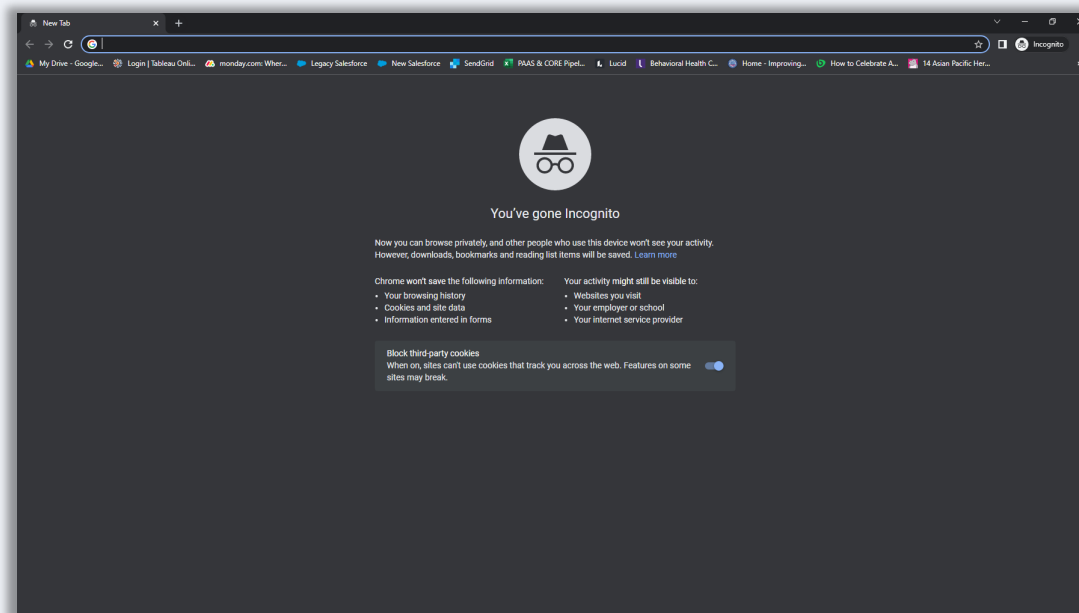 New Tab
Incognito
My Drive - Google... Login | Tableau Onli... monday.com: Wher... Legacy Salesforce New Salesforce SendGrid PAAS & CORE Pipel... Lucid Behavioral Health C... Home - Improving... How to Celebrate A... 14 Asian Pacific Her...
You've gone Incognito
Now you can browse privately, and other people who use this device won't see your activity.
However, downloads, bookmarks and reading list items will be saved. Learn more
Chrome won't save the following information:
• Your browsing history
• Cookies and site data
• Information entered in forms
Your activity might still be visible to:
• Websites you visit
• Your employer or school
• Your internet service provider
Block third-party cookies
When on, sites can't use cookies that track you across the web. Features on some
sites may break.